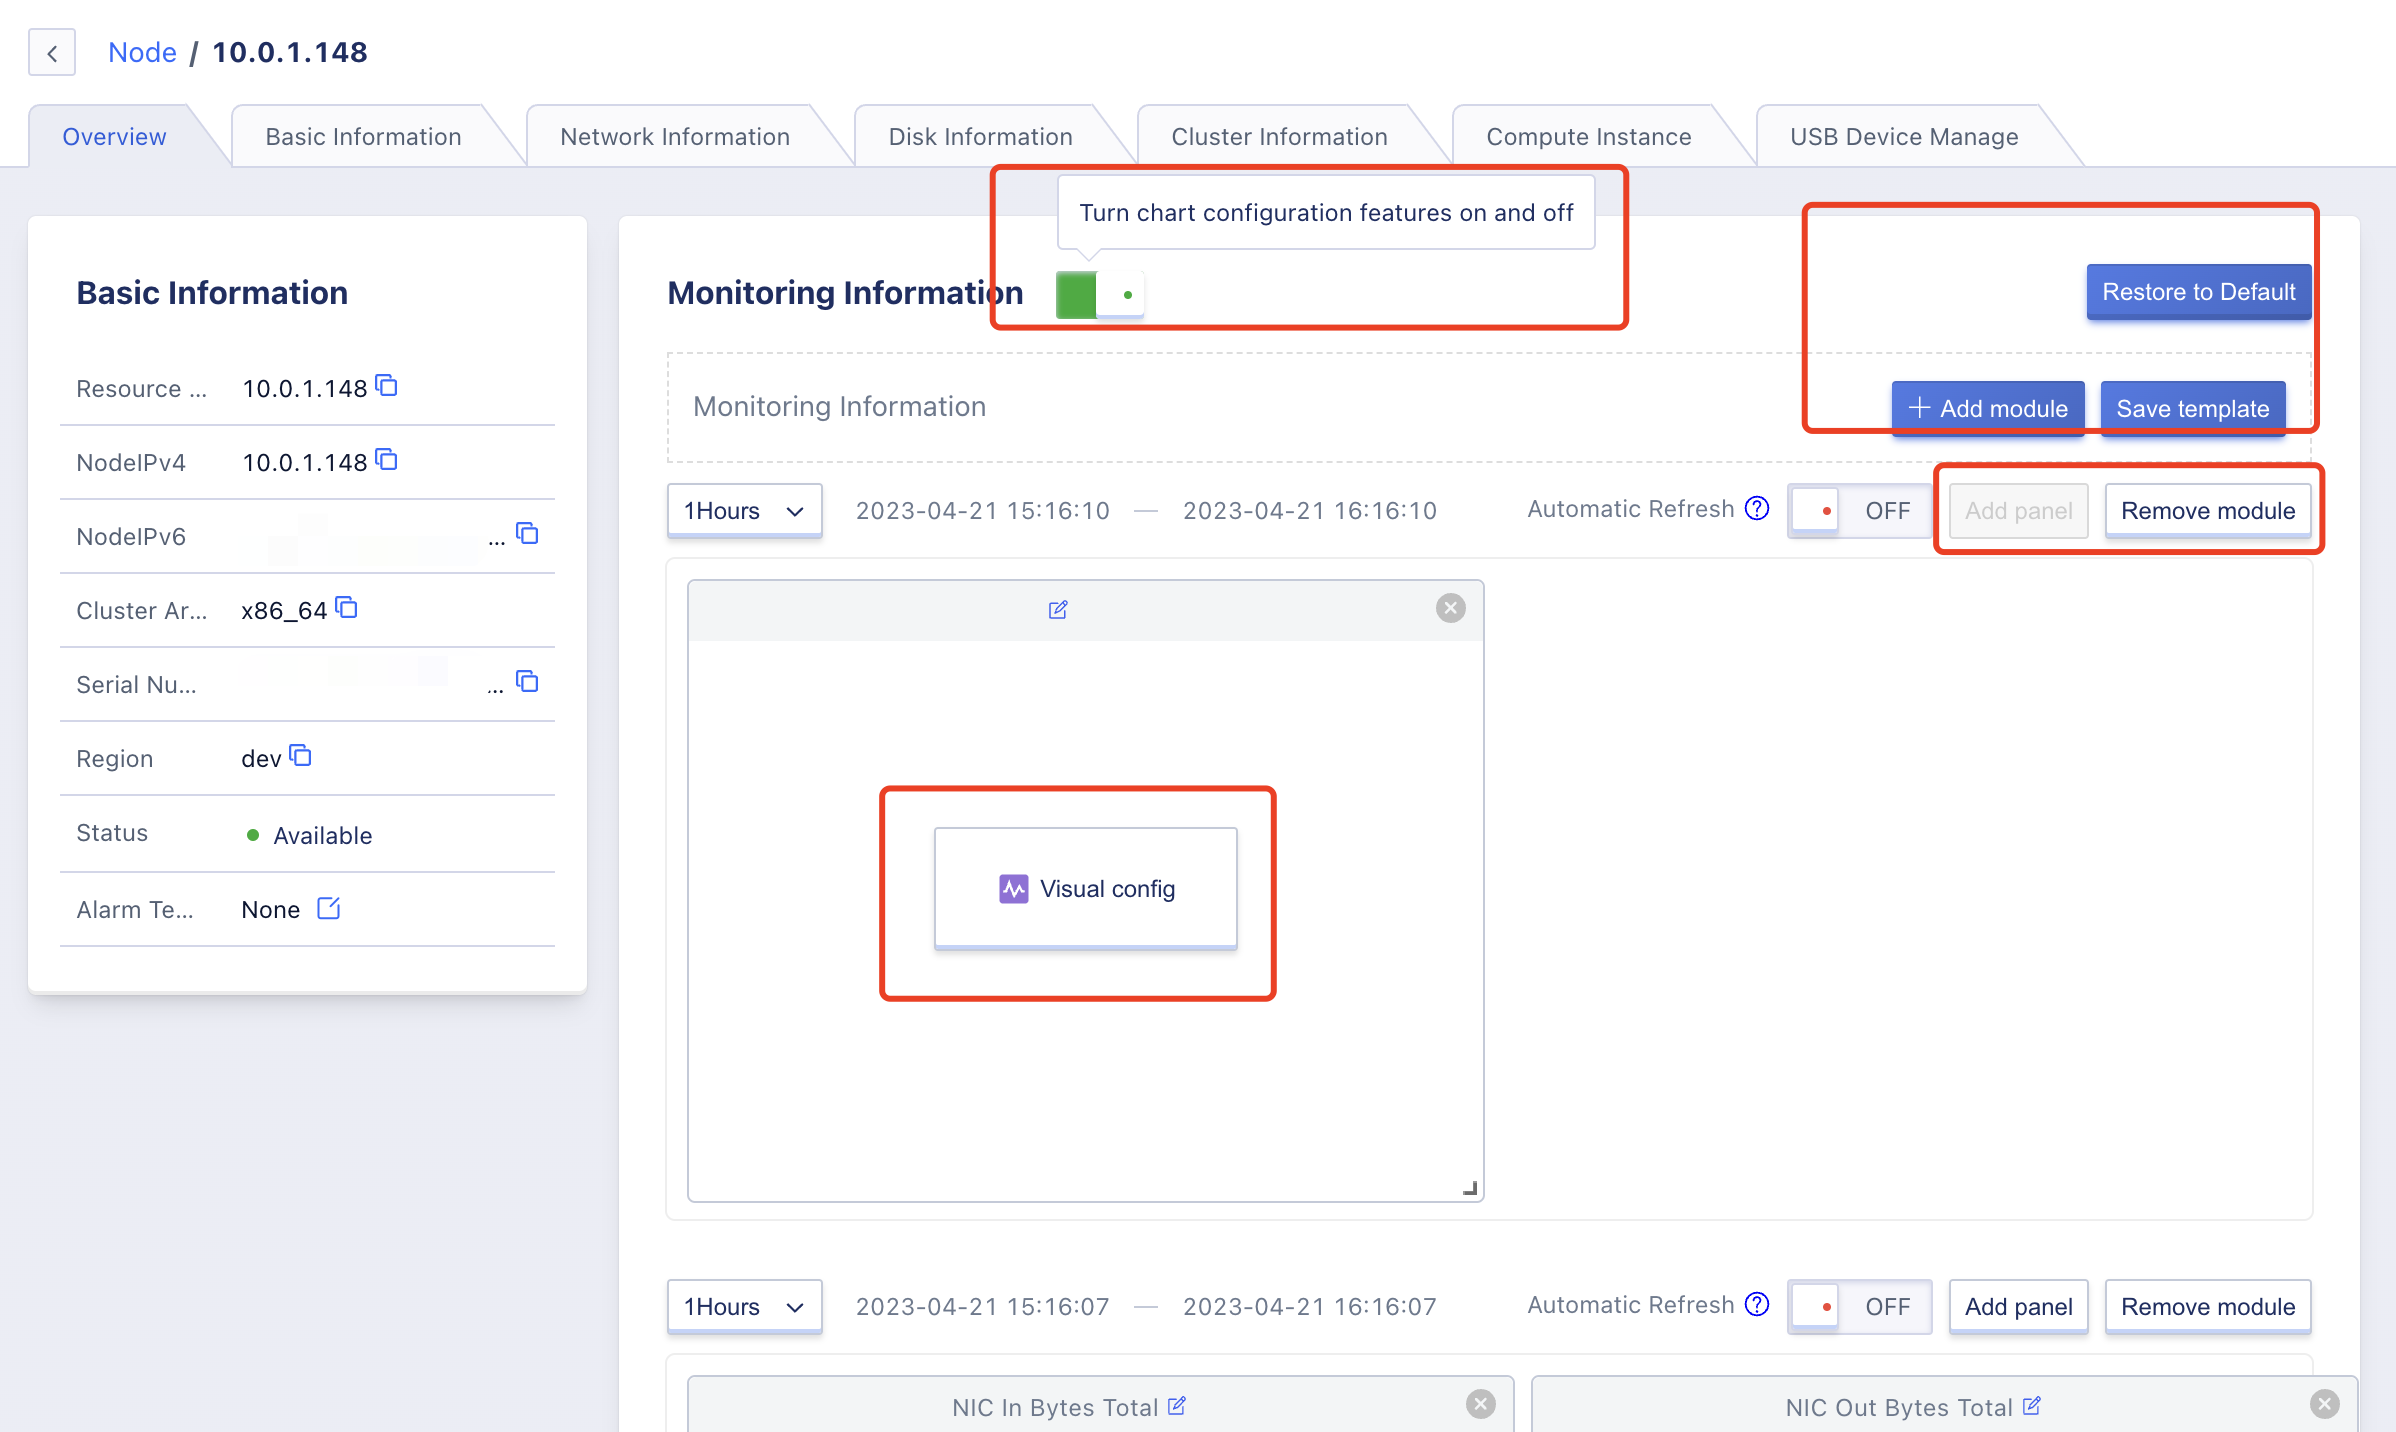 Node / 10.0.1.148
Overview
Basic Information
Network Information
Disk Information
Cluster Information
Compute Instance
USB Device Manage
Turn chart configuration features on and off
Basic Information
Resource ... 10.0.1.148
NodeIPv4 10.0.1.148
NodeIPv6 ...
Cluster Ar... x86_64
Serial Nu... ...
Region dev
Status Available
Alarm Te... None
Monitoring Information
Restore to Default
Monitoring Information
Add module
Save template
1Hours 2023-04-21 15:16:10 — 2023-04-21 16:16:10 Automatic Refresh OFF Add panel Remove module
Visual config
1Hours 2023-04-21 15:16:07 — 2023-04-21 16:16:07 Automatic Refresh OFF Add panel Remove module
NIC In Bytes Total
NIC Out Bytes Total